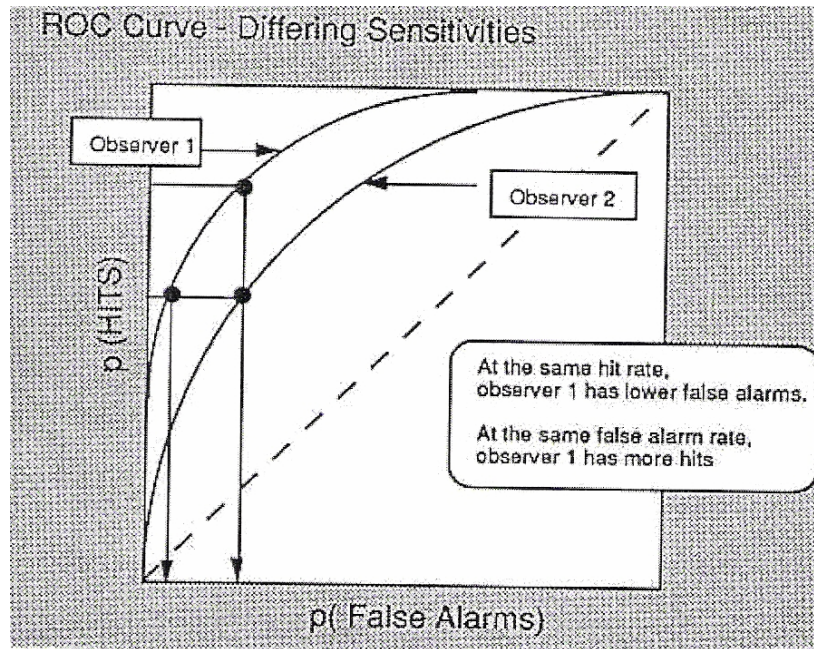 ROC Curve - Differing Sensitivities
Observer 1
Observer 2
p (HITS)
At the same hit rate,
observer 1 has lower false alarms.
At the same false alarm rate,
observer 1 has more hits
p( False Alarms)